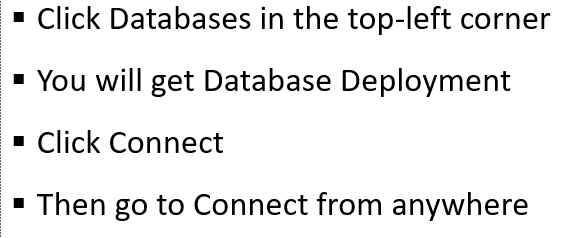 ▪ Click Databases in the top-left corner
▪ You will get Database Deployment
▪ Click Connect
▪ Then go to Connect from anywhere